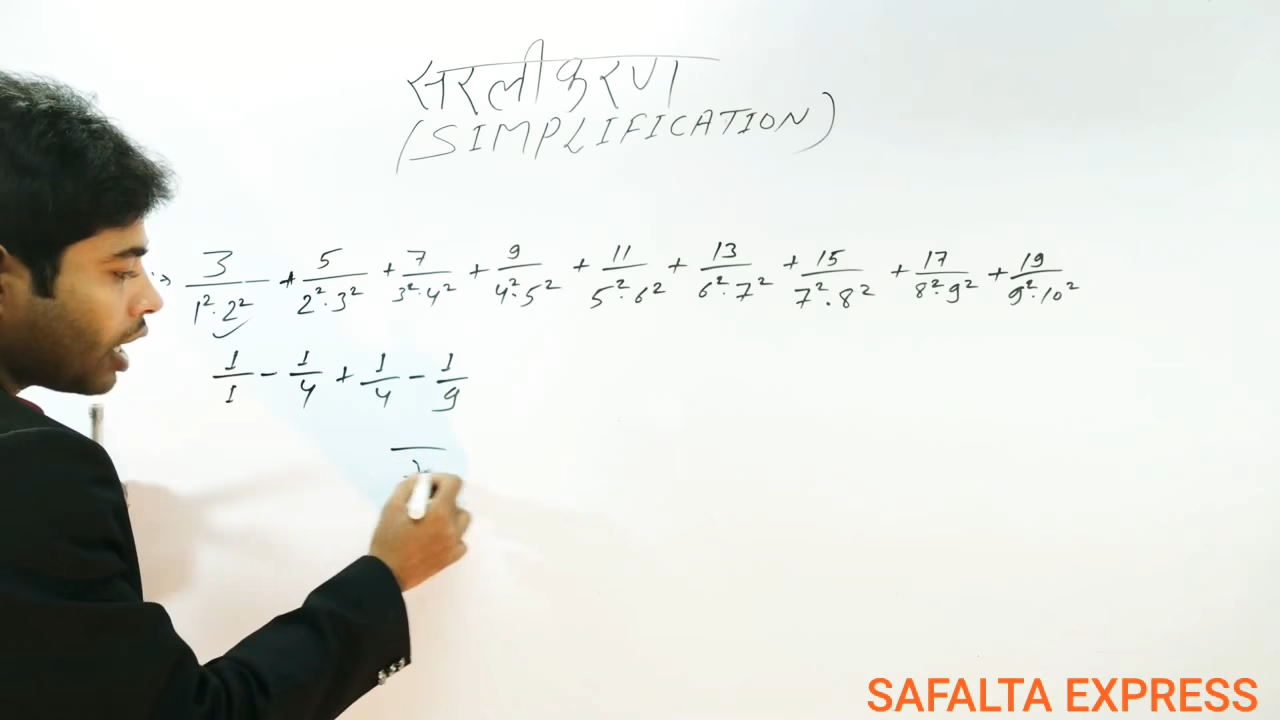 सरलीकरण
(SIMPLIFICATION)
3/(1²·2²) + 5/(2²·3²) + 7/(3²·4²) + 9/(4²·5²) + 11/(5²·6²) + 13/(6²·7²) + 15/(7²·8²) + 17/(8²·9²) + 19/(9²·10²)
1/1 - 1/4 + 1/4 - 1/9
SAFALTA EXPRESS